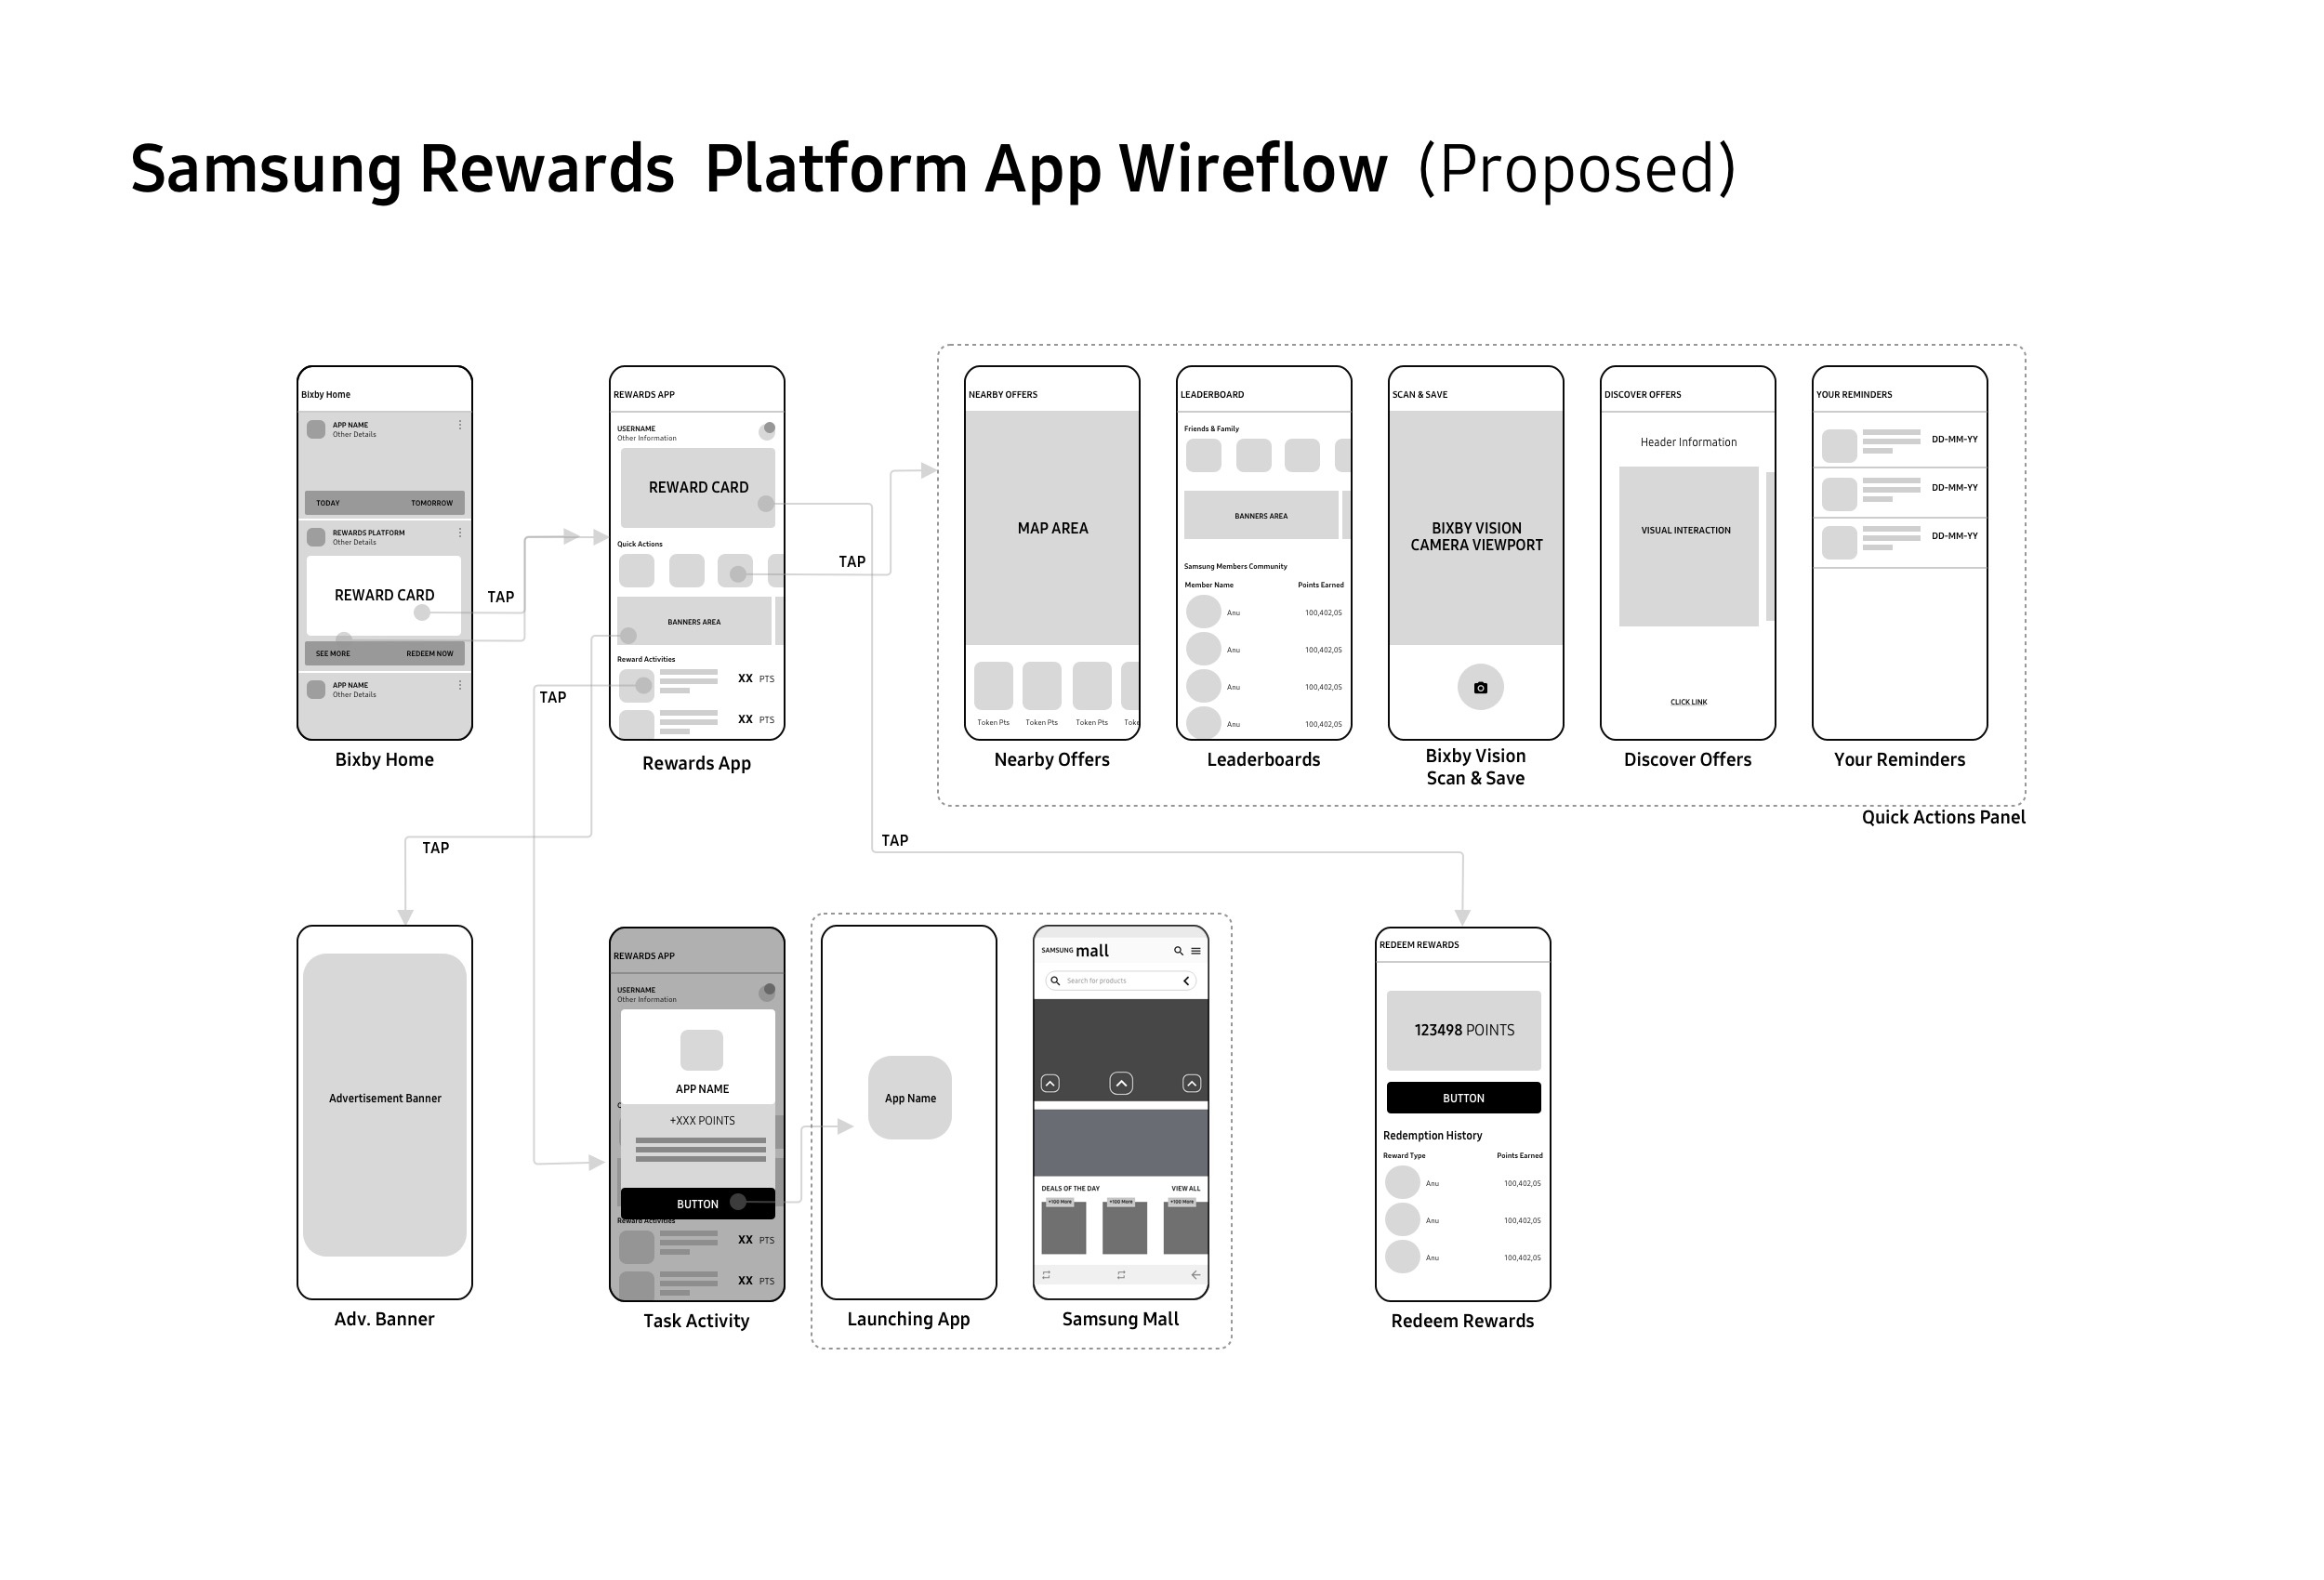 Samsung Rewards Platform App Wireflow (Proposed)
Bixby Home
APP NAME
Other Details
TODAY TOMORROW
REWARDS PLATFORM
Other Details
REWARD CARD
SEE MORE REDEEM NOW
APP NAME
Other Details
Bixby Home
TAP
REWARDS APP
USERNAME
Other Information
REWARD CARD
Quick Actions
BANNERS AREA
Reward Activities
XX PTS
XX PTS
Rewards App
TAP
TAP
TAP
TAP
NEARBY OFFERS
MAP AREA
Token Pts Token Pts Token Pts Toke
Nearby Offers
LEADERBOARD
Friends & Family
BANNERS AREA
Samsung Members Community
Member Name Points Earned
Anu 100,402,05
Anu 100,402,05
Anu 100,402,05
Anu 100,402,05
Leaderboards
SCAN & SAVE
BIXBY VISION
CAMERA VIEWPORT
Bixby Vision
Scan & Save
DISCOVER OFFERS
Header Information
VISUAL INTERACTION
CLICK LINK
Discover Offers
YOUR REMINDERS
DD-MM-YY
DD-MM-YY
DD-MM-YY
Your Reminders
Quick Actions Panel
Advertisement Banner
Adv. Banner
REWARDS APP
USERNAME
Other Information
APP NAME
+XXX POINTS
BUTTON
Reward Activities
XX PTS
XX PTS
Task Activity
App Name
Launching App
SAMSUNG mall
Search for products
DEALS OF THE DAY VIEW ALL
+100 More +100 More +100 More
Samsung Mall
REDEEM REWARDS
123498 POINTS
BUTTON
Redemption History
Reward Type Points Earned
Anu 100,402,05
Anu 100,402,05
Anu 100,402,05
Redeem Rewards